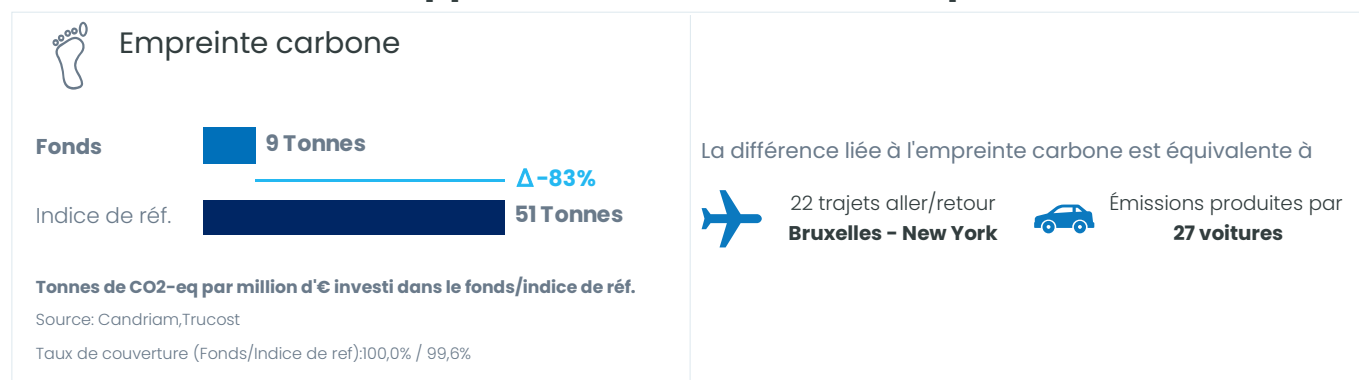 Empreinte carbone
Fonds
9 Tonnes
Δ-83%
Indice de réf.
51 Tonnes
Tonnes de CO2-eq par million d'€ investi dans le fonds/indice de réf.
Source: Candriam,Trucost
Taux de couverture (Fonds/Indice de ref):100,0% / 99,6%
La différence liée à l'empreinte carbone est équivalente à
22 trajets aller/retour
Bruxelles - New York
Émissions produites par
27 voitures